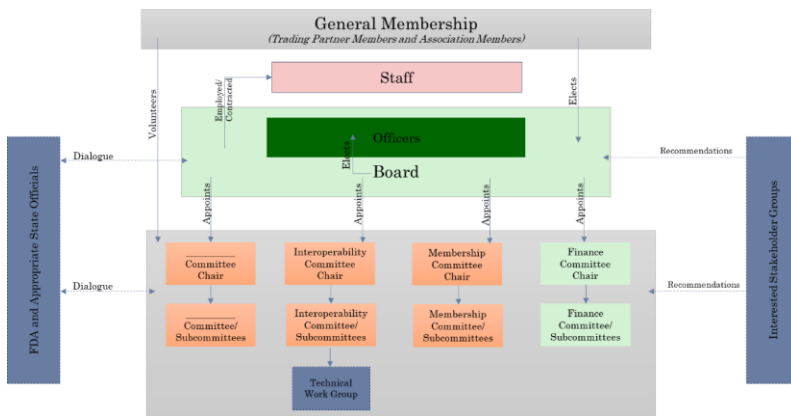 General Membership
(Trading Partner Members and Association Members)
Volunteers
Employed/
Contracted
Staff
Elects
Officers
Elects
Board
FDA and Appropriate State Officials
Dialogue
Recommendations
Interested Stakeholder Groups
Appoints
Appoints
Appoints
Appoints
Committee
Chair
Interoperability
Committee
Chair
Membership
Committee
Chair
Finance
Committee
Chair
Dialogue
Recommendations
Committee/
Subcommittees
Interoperability
Committee/
Subcommittees
Membership
Committee/
Subcommittees
Finance
Committee/
Subcommittees
Technical
Work Group